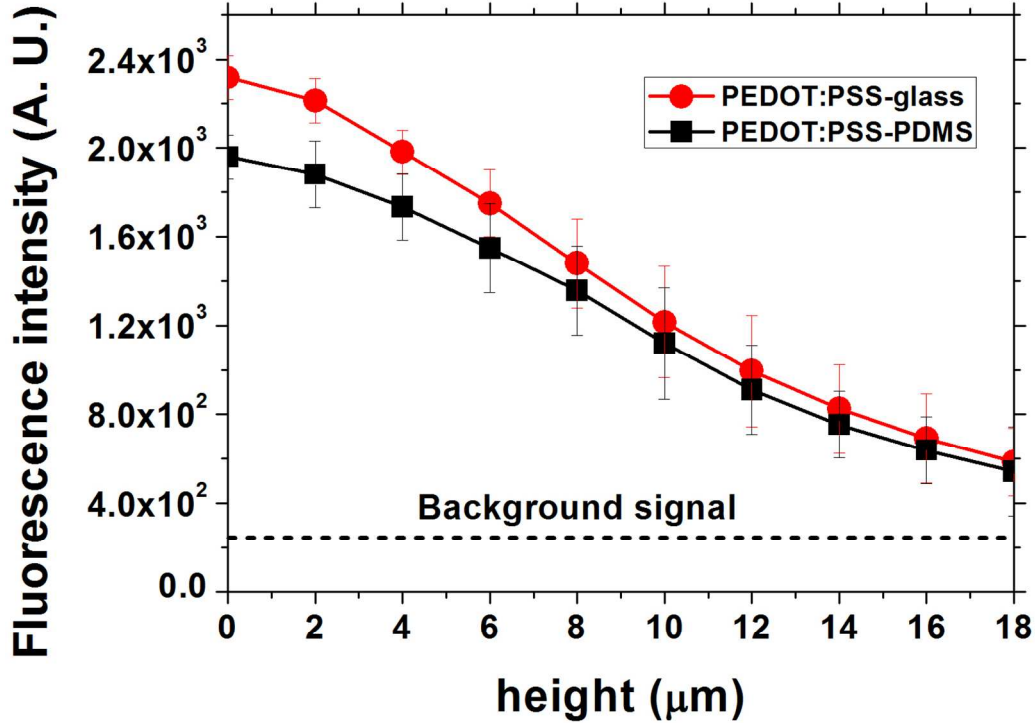 Fluorescence intensity (A. U.)
2.4x10³
2.0x10³
1.6x10³
1.2x10³
8.0x10²
4.0x10²
0.0
PEDOT:PSS-glass
PEDOT:PSS-PDMS
Background signal
0 2 4 6 8 10 12 14 16 18
height (μm)